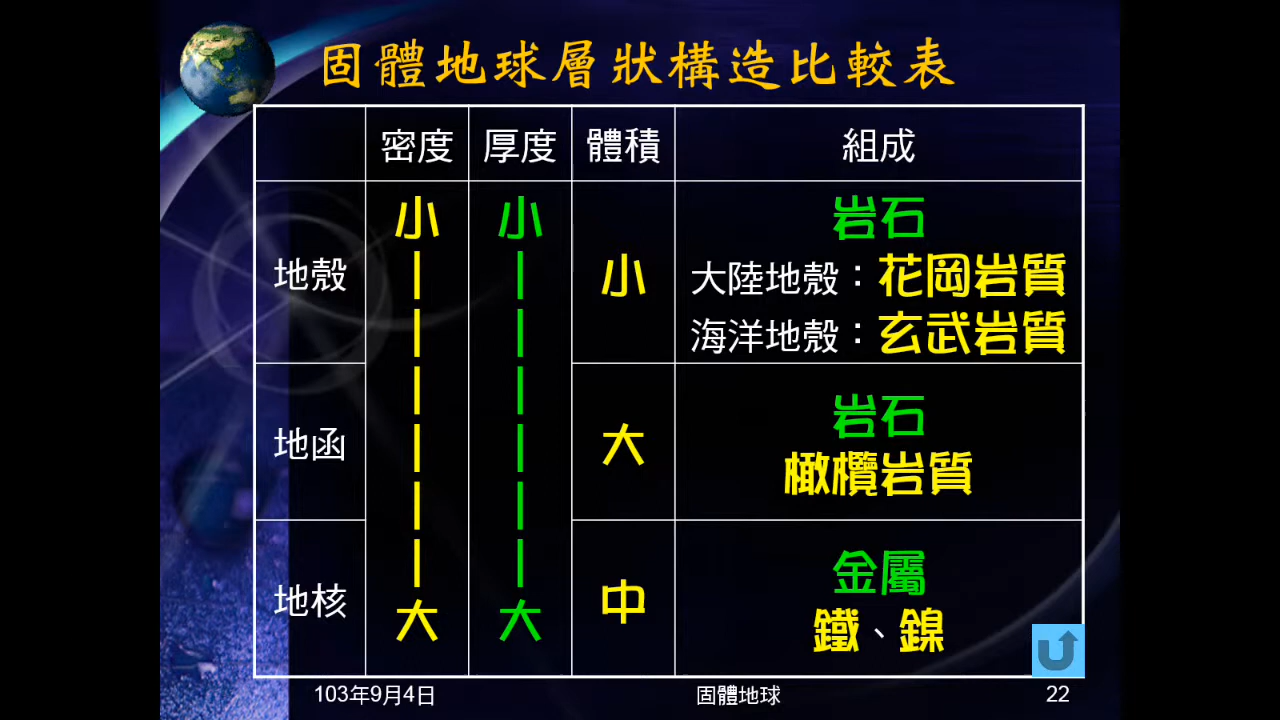 固體地球層狀構造比較表
密度 厚度 體積 組成
地殼 小 小 小 岩石
大陸地殼：花岡岩質
海洋地殼：玄武岩質
地函 大 岩石
橄欖岩質
地核 大 大 中 金屬
鐵、鎳
103年9月4日 固體地球 22